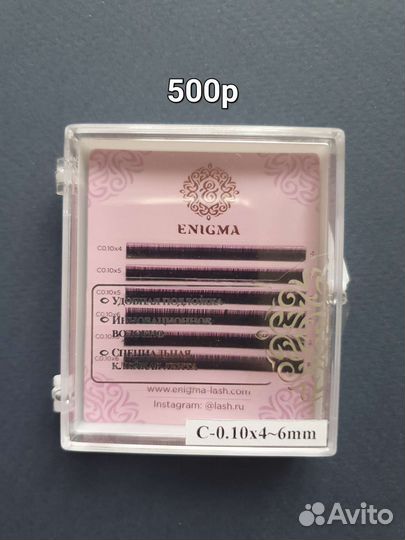 500р
ENIGMA
C0.10x4
4
C0.10x5
C0.10x5
Удобная подложка
Инновационное
волокно
Специальная
клейкая лента
www.enigma-lash.com
Instagram: @lash.ru
C-0.10x4~6mm
Avito